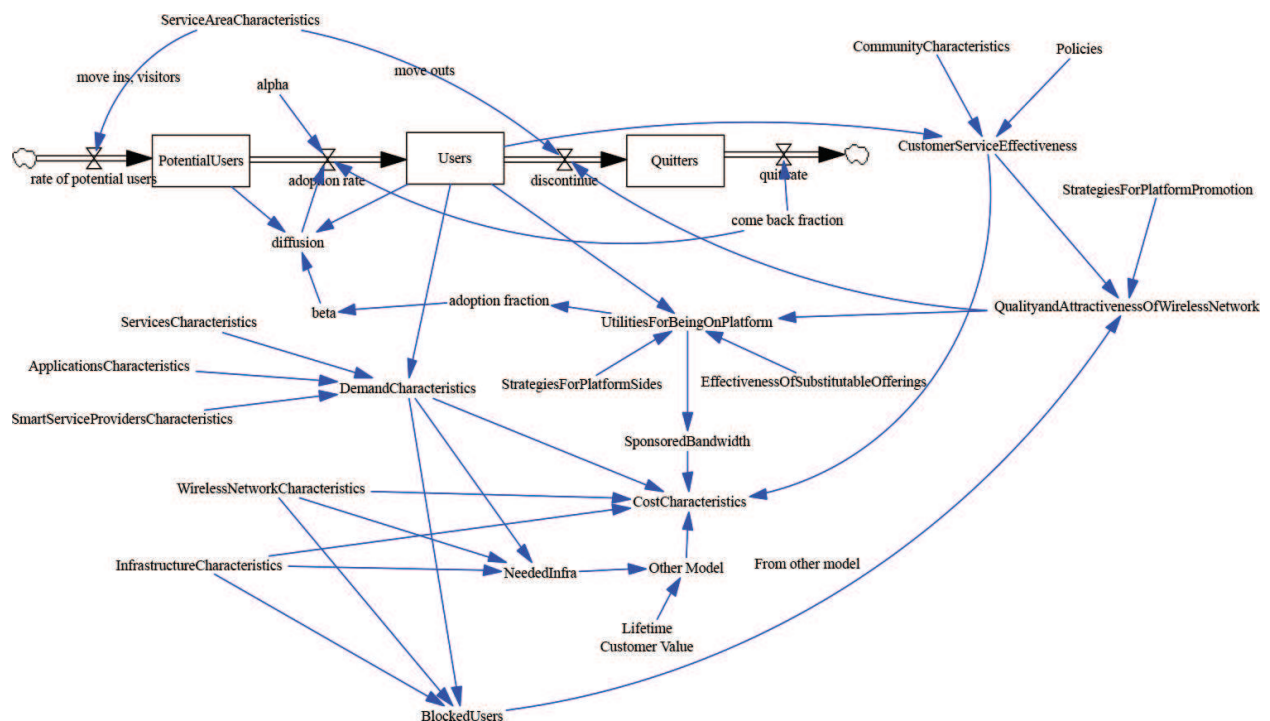 ServiceAreaCharacteristics
CommunityCharacteristics
Policies
move ins, visitors
move outs
alpha
PotentialUsers
Users
Quitters
CustomerServiceEffectiveness
rate of potential users
adoption rate
discontinue
quit rate
StrategiesForPlatformPromotion
come back fraction
diffusion
adoption fraction
beta
QualityandAttractivenessOfWirelessNetwork
UtilitiesForBeingOnPlatform
ServicesCharacteristics
ApplicationsCharacteristics
DemandCharacteristics
StrategiesForPlatformSides
EffectivenessOfSubstitutableOfferings
SmartServiceProvidersCharacteristics
SponsoredBandwidth
WirelessNetworkCharacteristics
CostCharacteristics
InfrastructureCharacteristics
NeededInfra
Other Model
From other model
Lifetime
Customer Value
BlockedUsers